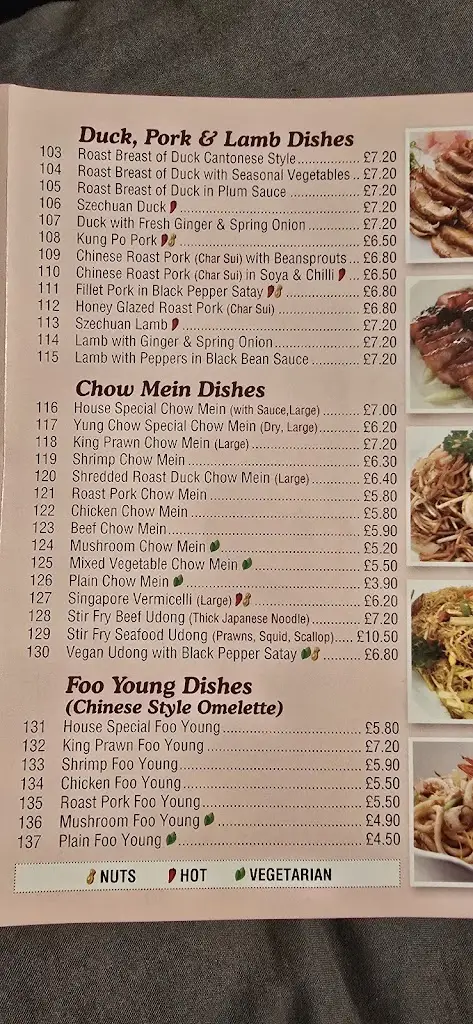 Duck, Pork & Lamb Dishes
103 Roast Breast of Duck Cantonese Style................ £7.20
104 Roast Breast of Duck with Seasonal Vegetables .. £7.20
105 Roast Breast of Duck in Plum Sauce ................... £7.20
106 Szechuan Duck ............................................... £7.20
107 Duck with Fresh Ginger & Spring Onion .............. £7.20
108 Kung Po Pork ................................................ £6.50
109 Chinese Roast Pork (Char Sui) with Beansprouts ... £6.80
110 Chinese Roast Pork (Char Sui) in Soya & Chilli ... £6.50
111 Fillet Pork in Black Pepper Satay ....................... £6.80
112 Honey Glazed Roast Pork (Char Sui) .................... £6.80
113 Szechuan Lamb .............................................. £7.20
114 Lamb with Ginger & Spring Onion ...................... £7.20
115 Lamb with Peppers in Black Bean Sauce ............. £7.20
Chow Mein Dishes
116 House Special Chow Mein (with Sauce,Large) .......... £7.00
117 Yung Chow Special Chow Mein (Dry, Large) ............ £6.20
118 King Prawn Chow Mein (Large) ............................ £7.20
119 Shrimp Chow Mein ......................................... £6.30
120 Shredded Roast Duck Chow Mein (Large) .............. £6.40
121 Roast Pork Chow Mein .................................... £5.80
122 Chicken Chow Mein ........................................ £5.80
123 Beef Chow Mein ............................................. £5.90
124 Mushroom Chow Mein ..................................... £5.20
125 Mixed Vegetable Chow Mein ............................. £5.50
126 Plain Chow Mein ............................................ £3.90
127 Singapore Vermicelli (Large) ............................. £6.20
128 Stir Fry Beef Udong (Thick Japanese Noodle) ......... £7.20
129 Stir Fry Seafood Udong (Prawns, Squid, Scallop)..... £10.50
130 Vegan Udong with Black Pepper Satay .......... £6.80
Foo Young Dishes
(Chinese Style Omelette)
131 House Special Foo Young ................................. £5.80
132 King Prawn Foo Young ..................................... £7.20
133 Shrimp Foo Young .......................................... £5.90
134 Chicken Foo Young ......................................... £5.50
135 Roast Pork Foo Young ..................................... £5.50
136 Mushroom Foo Young ...................................... £4.90
137 Plain Foo Young ............................................. £4.50
NUTS HOT VEGETARIAN